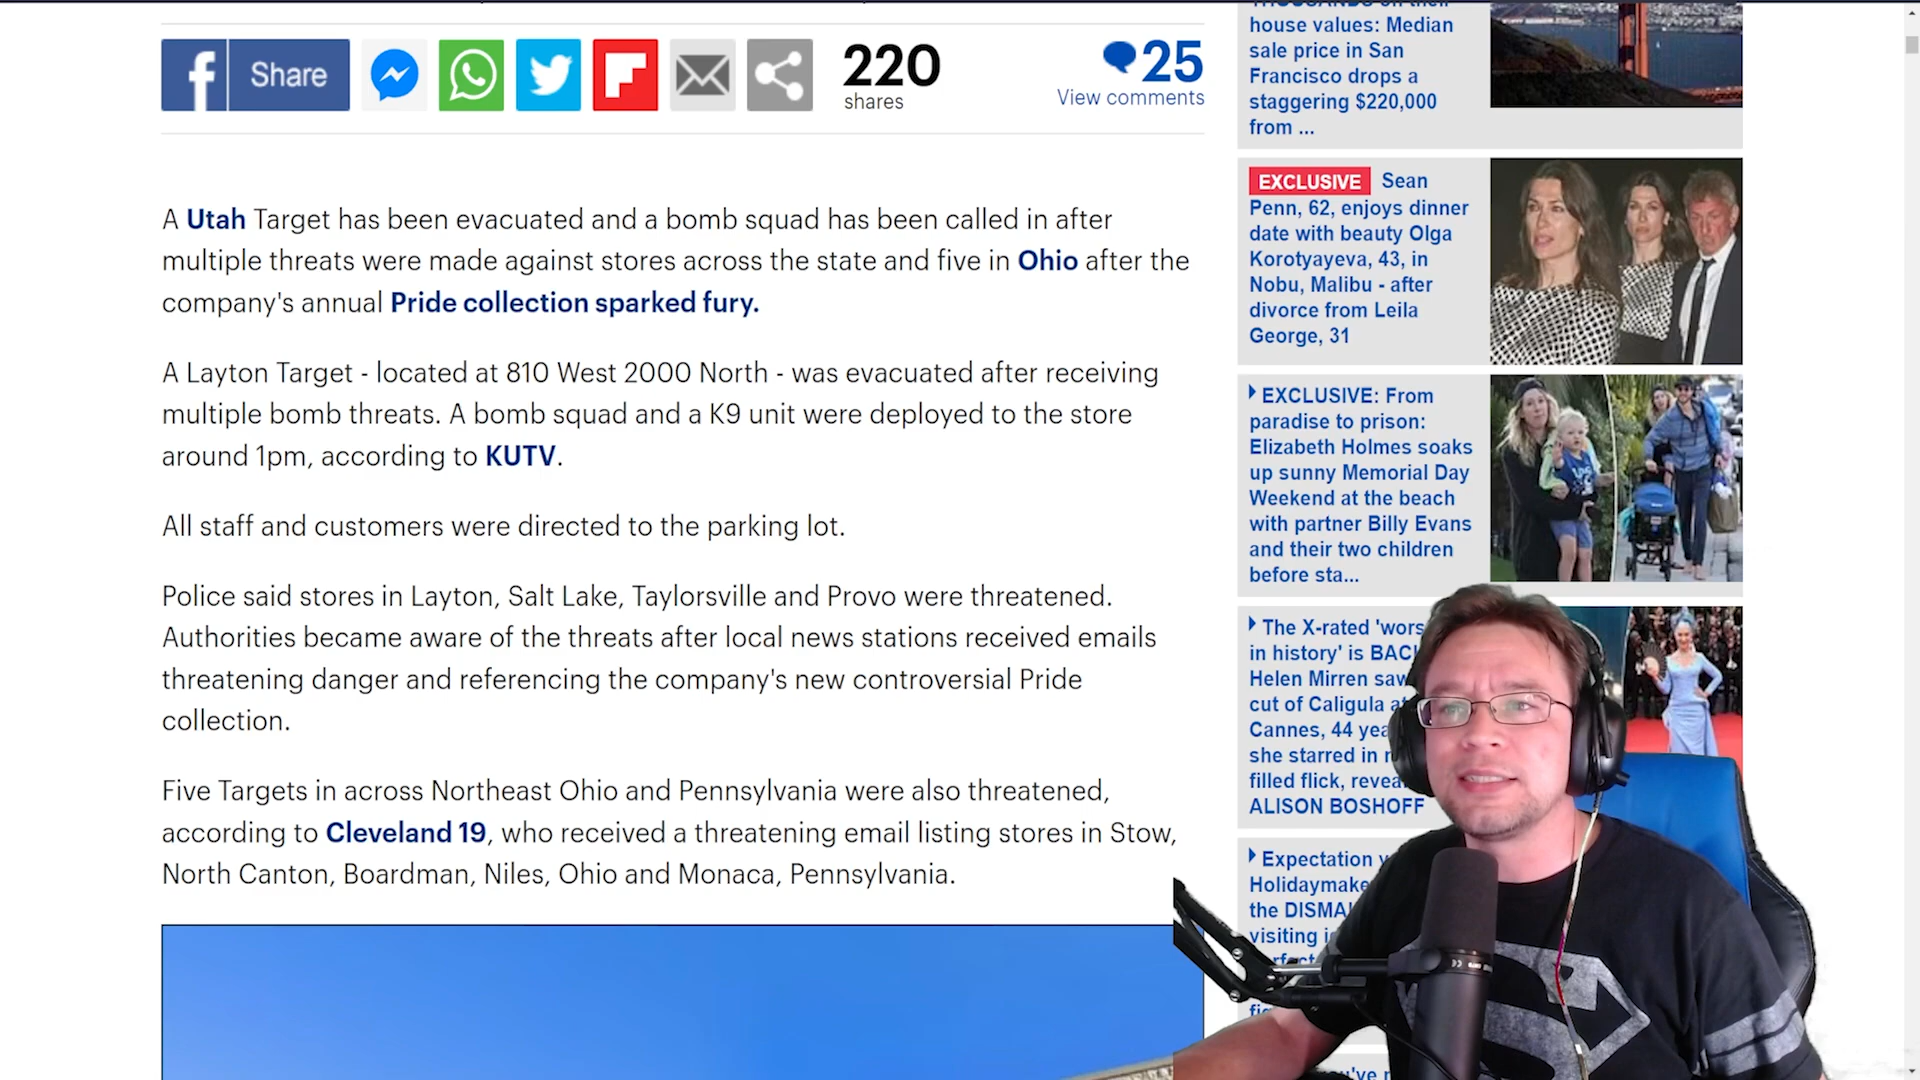 Share
220
shares
25
View comments
A Utah Target has been evacuated and a bomb squad has been called in after
multiple threats were made against stores across the state and five in Ohio after the
company's annual Pride collection sparked fury.
A Layton Target - located at 810 West 2000 North - was evacuated after receiving
multiple bomb threats. A bomb squad and a K9 unit were deployed to the store
around 1pm, according to KUTV.
All staff and customers were directed to the parking lot.
Police said stores in Layton, Salt Lake, Taylorsville and Provo were threatened.
Authorities became aware of the threats after local news stations received emails
threatening danger and referencing the company's new controversial Pride
collection.
Five Targets in across Northeast Ohio and Pennsylvania were also threatened,
according to Cleveland 19, who received a threatening email listing stores in Stow,
North Canton, Boardman, Niles, Ohio and Monaca, Pennsylvania.
house values: Median
sale price in San
Francisco drops a
staggering $220,000
from ...
EXCLUSIVE Sean
Penn, 62, enjoys dinner
date with beauty Olga
Korotyayeva, 43, in
Nobu, Malibu - after
divorce from Leila
George, 31
EXCLUSIVE: From
paradise to prison:
Elizabeth Holmes soaks
up sunny Memorial Day
Weekend at the beach
with partner Billy Evans
and their two children
before sta...
The X-rated 'wors
in history' is BAC
Helen Mirren saw
cut of Caligula a
Cannes, 44 yea
she starred in
filled flick, revea
ALISON BOSHOFF
Expectation v
Holidaymake
the DISMA
visiting i